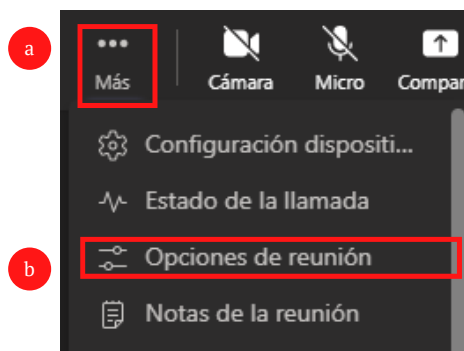 a
Más Cámara Micro Compar
Configuración dispositi...
Estado de la llamada
b
Opciones de reunión
Notas de la reunión